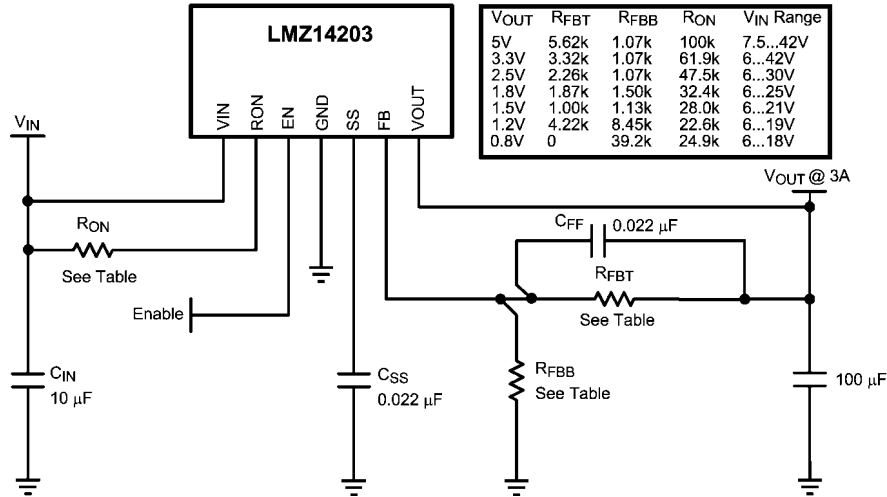 LMZ14203
VOUT RFBT RFBB RON VIN Range
5V 5.62k 1.07k 100k 7.5...42V
3.3V 3.32k 1.07k 61.9k 6...42V
2.5V 2.26k 1.07k 47.5k 6...30V
1.8V 1.87k 1.50k 32.4k 6...25V
1.5V 1.00k 1.13k 28.0k 6...21V
1.2V 4.22k 8.45k 22.6k 6...19V
0.8V 0 39.2k 24.9k 6...18V
VIN RON EN GND SS FB VOUT
VIN
VOUT @ 3A
RON
See Table
CFF 0.022 μF
RFBT
See Table
Enable
CIN
10 μF
CSS
0.022 μF
RFBB
See Table
100 μF